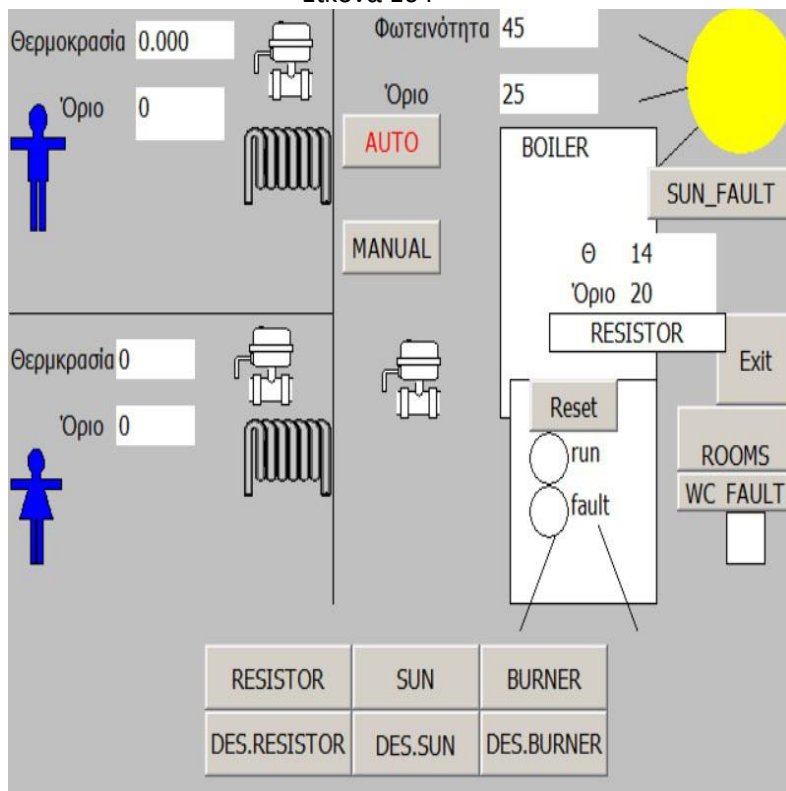 Θερμοκρασία 0.000
Όριο 0
Φωτεινότητα 45
Όριο 25
AUTO
MANUAL
BOILER
SUN_FAULT
Θ 14
Όριο 20
RESISTOR
Exit
Θερμκρασία 0
Όριο 0
Reset
run
fault
ROOMS
WC FAULT
RESISTOR SUN BURNER
DES.RESISTOR DES.SUN DES.BURNER